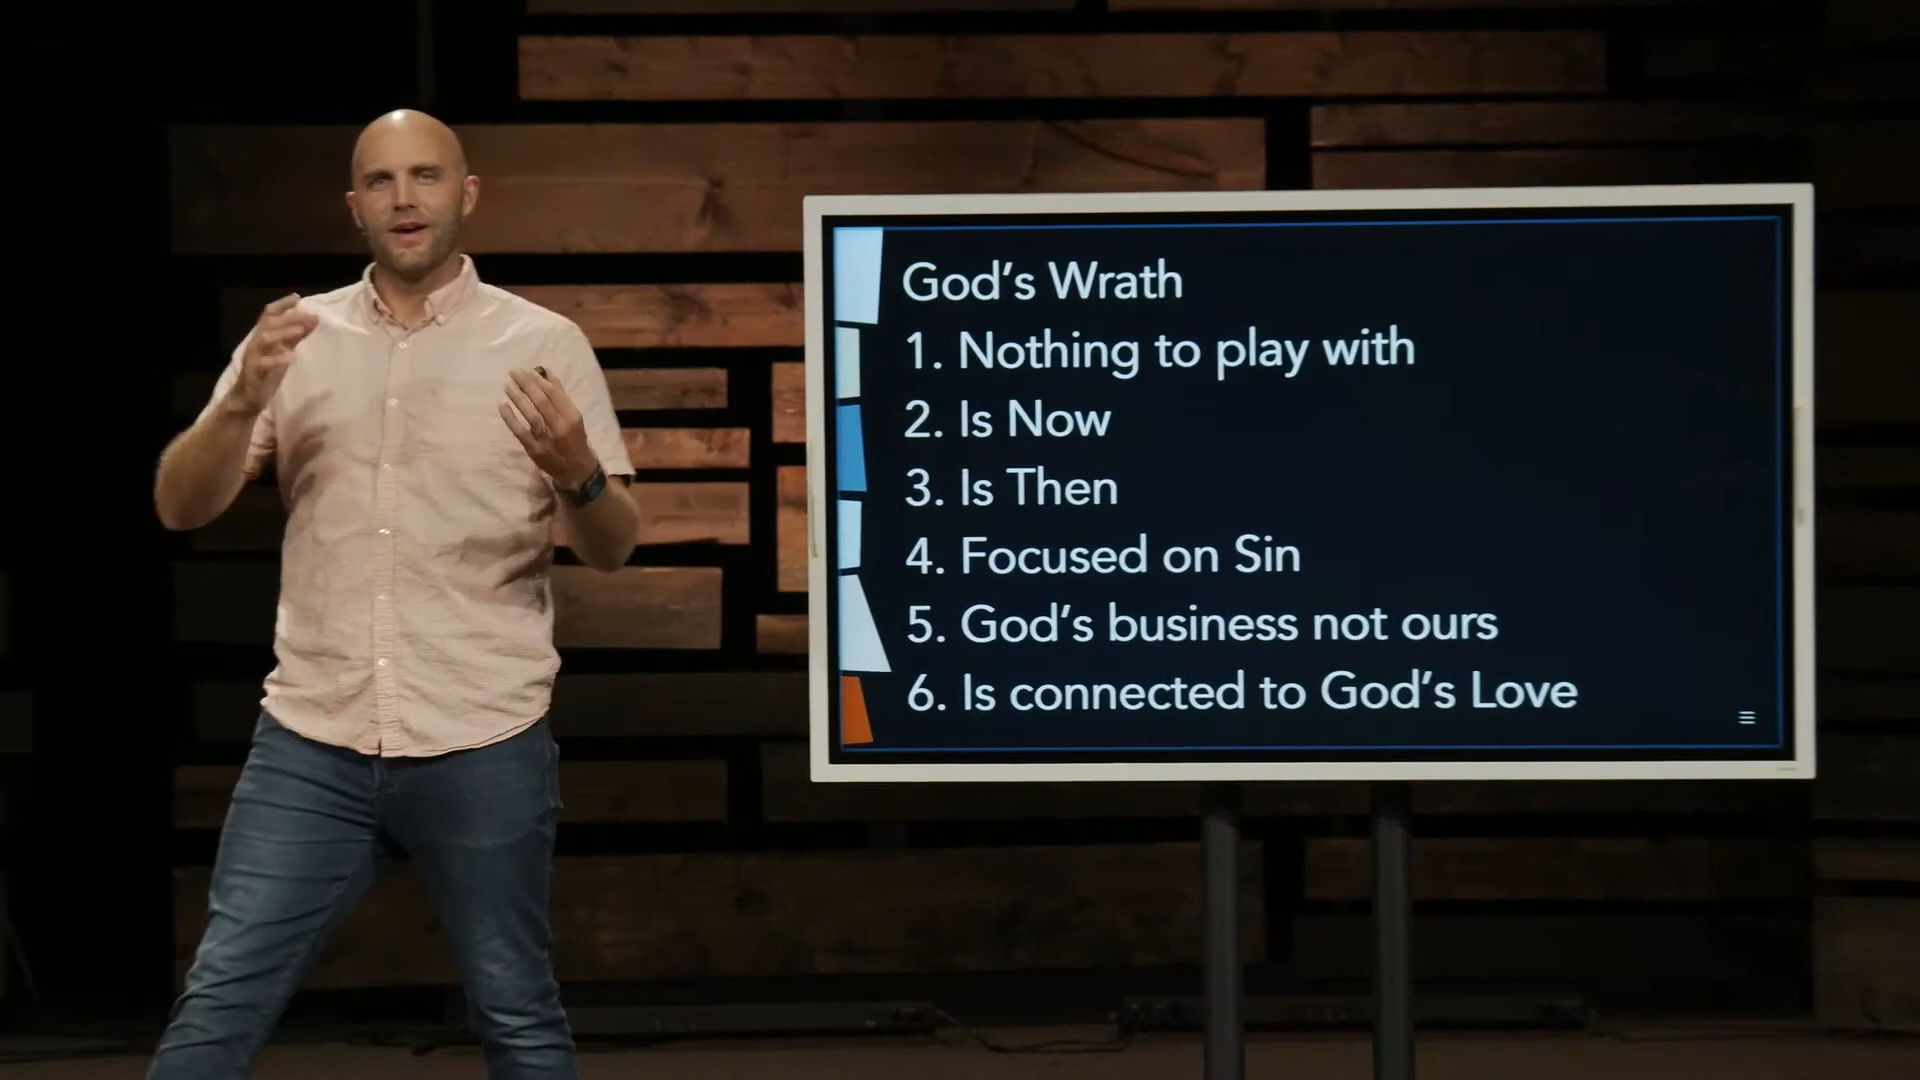 God's Wrath
1. Nothing to play with
2. Is Now
3. Is Then
4. Focused on Sin
5. God's business not ours
6. Is connected to God's Love